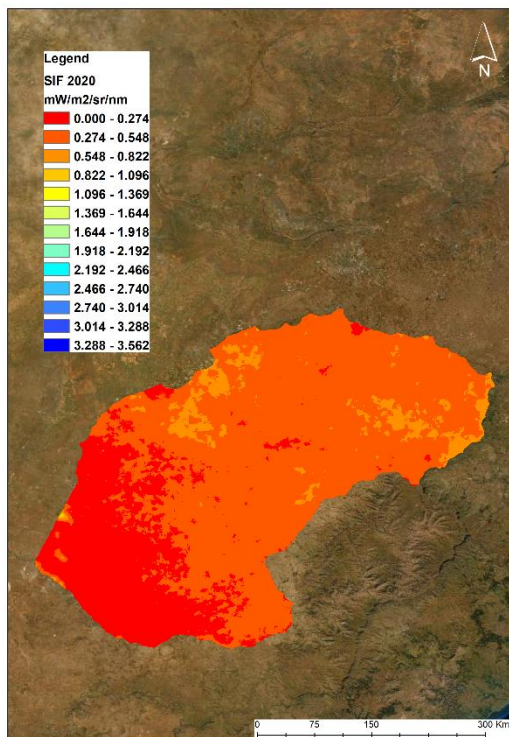 Legend
SIF 2020
mW/m2/sr/nm
0.000 - 0.274
0.274 - 0.548
0.548 - 0.822
0.822 - 1.096
1.096 - 1.369
1.369 - 1.644
1.644 - 1.918
1.918 - 2.192
2.192 - 2.466
2.466 - 2.740
2.740 - 3.014
3.014 - 3.288
3.288 - 3.562
N
0 75 150 300 Km